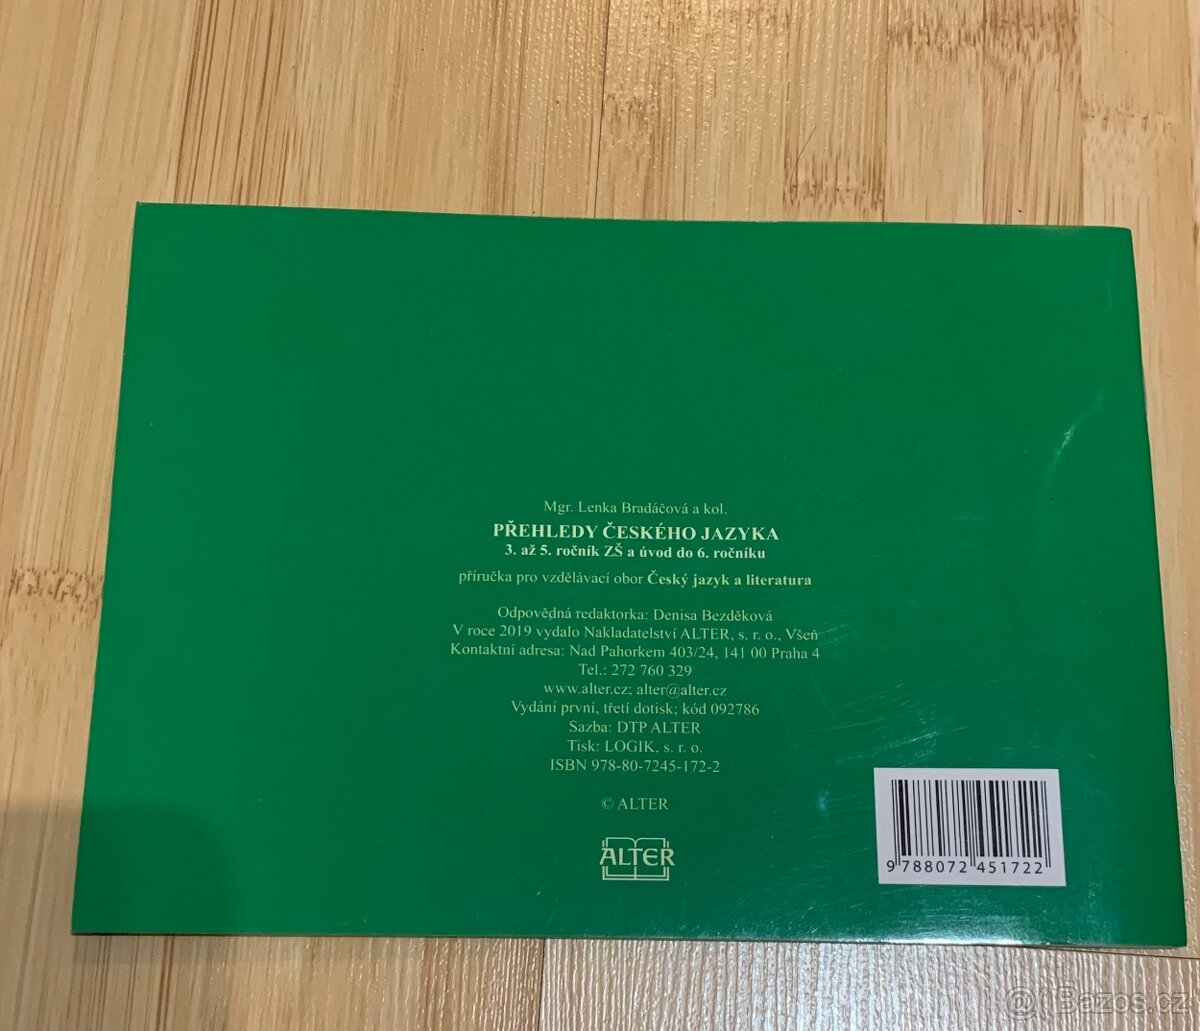 Mgr. Lenka Bradáčová a kol.
PŘEHLEDY ČESKÉHO JAZYKA
3. až 5. ročník ZŠ a úvod do 6. ročníku
příručka pro vzdělávací obor Český jazyk a literatura
Odpovědná redaktorka: Denisa Bezděková
V roce 2019 vydalo Nakladatelství ALTER, s. r. o., Všeň
Kontaktní adresa: Nad Pahorkem 403/24, 141 00 Praha 4
Tel.: 272 760 329
www.alter.cz; alter@alter.cz
Vydání první, třetí dotisk; kód 092786
Sazba: DTP ALTER
Tisk: LOGIK, s. r. o.
ISBN 978-80-7245-172-2
© ALTER
ALTER
9 788072 451722
@Bazos.cz